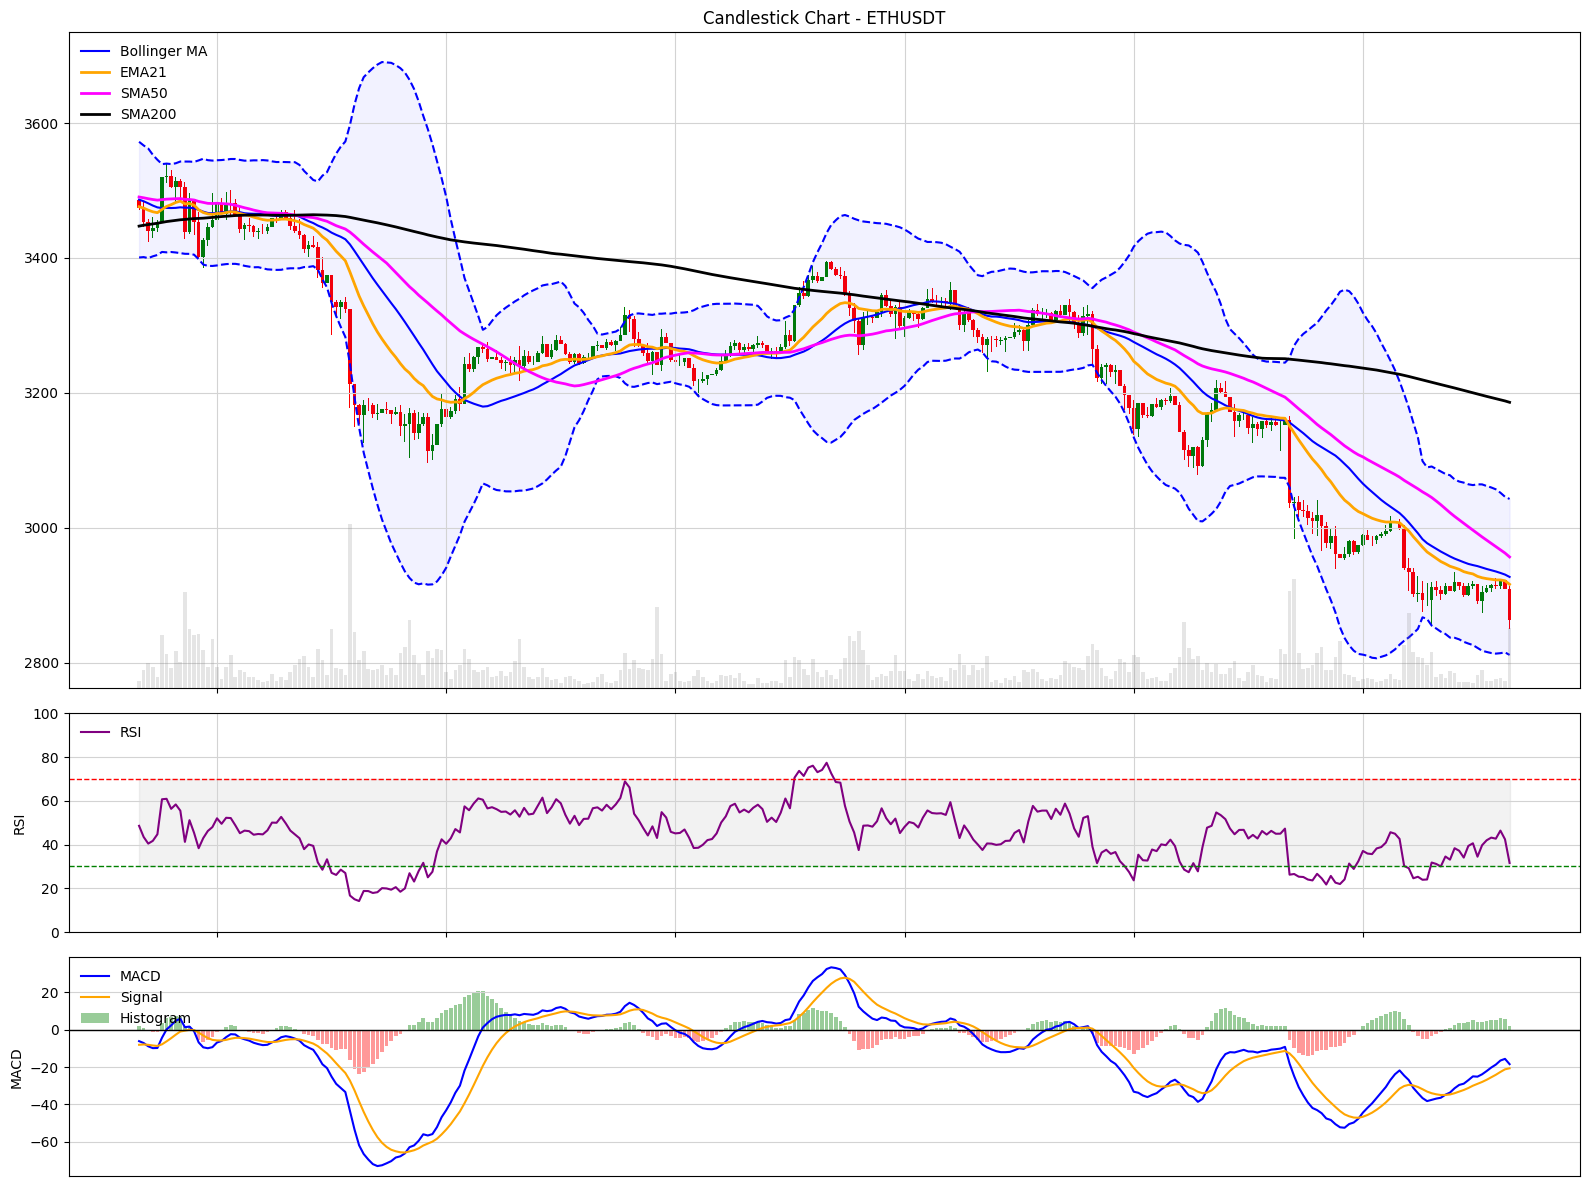 Candlestick Chart - ETHUSDT
Bollinger MA
EMA21
SMA50
SMA200
3600
3400
3200
3000
2800
100
80
60
40
20
0
RSI
RSI
20
0
−20
−40
−60
MACD
MACD
Signal
Histogram